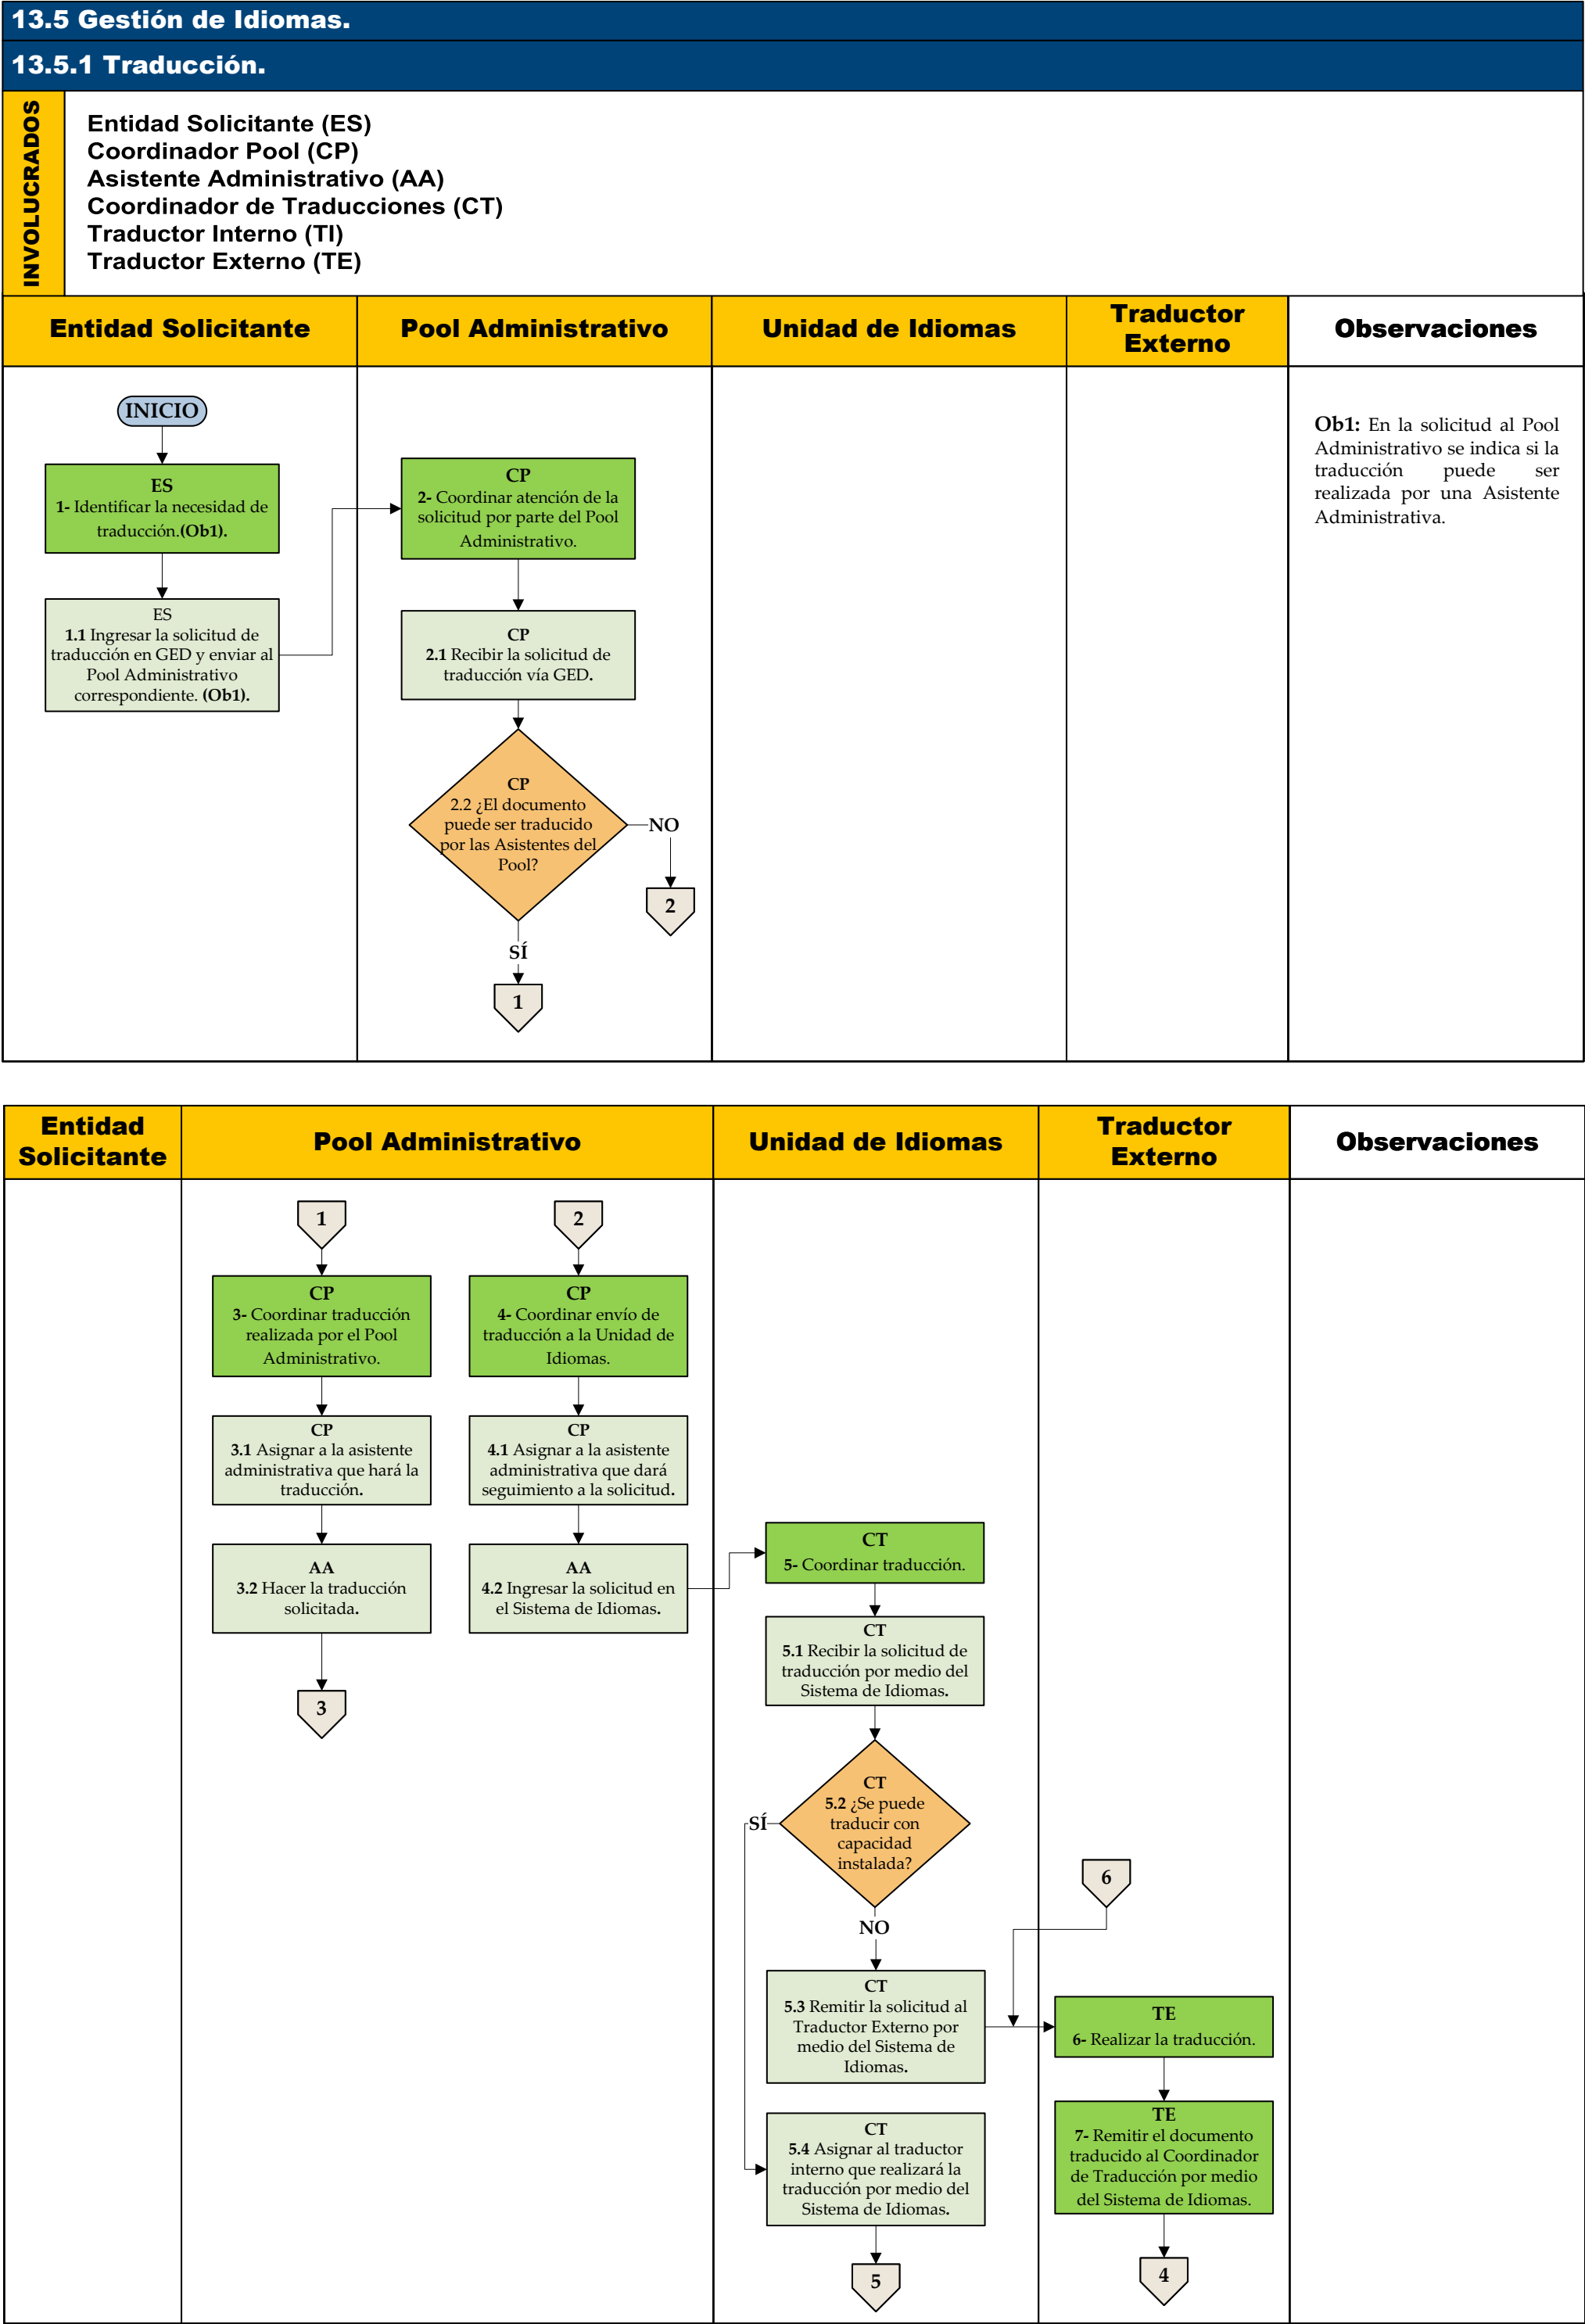 13.5 Gestión de Idiomas.
13.5.1 Traducción.
INVOLUCRADOS
Entidad Solicitante (ES)
Coordinador Pool (CP)
Asistente Administrativo (AA)
Coordinador de Traducciones (CT)
Traductor Interno (TI)
Traductor Externo (TE)
Entidad Solicitante
Pool Administrativo
Unidad de Idiomas
Traductor
Externo
Observaciones
INICIO
ES
1- Identificar la necesidad de
traducción.(Ob1).
ES
1.1 Ingresar la solicitud de
traducción en GED y enviar al
Pool Administrativo
correspondiente. (Ob1).
CP
2- Coordinar atención de la
solicitud por parte del Pool
Administrativo.
CP
2.1 Recibir la solicitud de
traducción vía GED.
CP
2.2 ¿El documento
puede ser traducido
por las Asistentes del
Pool?
NO
2
SÍ
1
Ob1: En la solicitud al Pool
Administrativo se indica si la
traducción puede ser
realizada por una Asistente
Administrativa.
Entidad
Solicitante
Pool Administrativo
Unidad de Idiomas
Traductor
Externo
Observaciones
1
CP
3- Coordinar traducción
realizada por el Pool
Administrativo.
CP
3.1 Asignar a la asistente
administrativa que hará la
traducción.
AA
3.2 Hacer la traducción
solicitada.
3
2
CP
4- Coordinar envío de
traducción a la Unidad de
Idiomas.
CP
4.1 Asignar a la asistente
administrativa que dará
seguimiento a la solicitud.
AA
4.2 Ingresar la solicitud en
el Sistema de Idiomas.
CT
5- Coordinar traducción.
CT
5.1 Recibir la solicitud de
traducción por medio del
Sistema de Idiomas.
CT
5.2 ¿Se puede
traducir con
capacidad
instalada?
SÍ
NO
CT
5.3 Remitir la solicitud al
Traductor Externo por
medio del Sistema de
Idiomas.
CT
5.4 Asignar al traductor
interno que realizará la
traducción por medio del
Sistema de Idiomas.
5
6
TE
6- Realizar la traducción.
TE
7- Remitir el documento
traducido al Coordinador
de Traducción por medio
del Sistema de Idiomas.
4